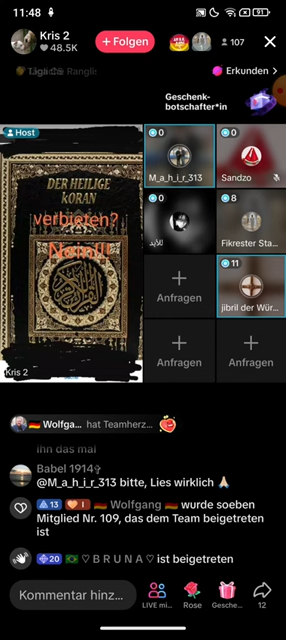 11:48
91
Kris 2
48.5K
+ Folgen
107
Erkunden >
Geschenk-
botschafter*in
Host
DER HEILIGE
KORAN
verbieten?
Nein!!
Kris 2
0
M_a_h_i_r_313
0
Sandzo
0
للأبد
8
Fikrester Sta...
Anfragen
11
jibril der Wür...
Anfragen
Anfragen
Wolfga... hat Teamherz...
ihn das mal
Babel 1914✞
@M_a_h_i_r_313 bitte, Lies wirklich 🙏🏻
13 I 🇩🇪 Wolfgang 🇩🇪 wurde soeben
Mitglied Nr. 109, das dem Team beigetreten
ist
20 🇧🇷 ♡ B R U N A ♡ ist beigetreten
Kommentar hinz...
LIVE mi...
Rose
Gesche...
12